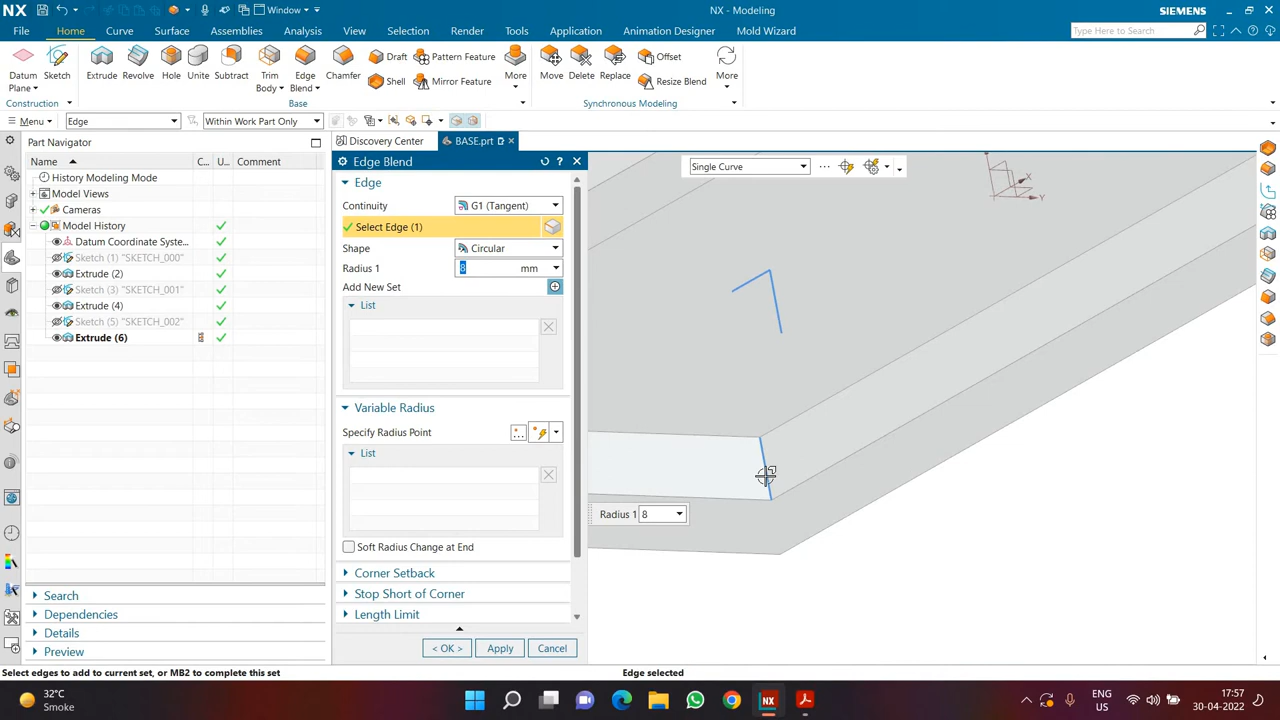 NX
Window
NX - Modeling
SIEMENS
File Home Curve Surface Assemblies Analysis View Selection Render Tools Application Animation Designer Mold Wizard
Type Here to Search
Datum Plane Sketch Extrude Revolve Hole Unite Subtract Trim Body Edge Blend Chamfer Draft Shell Pattern Feature Mirror Feature More Move Delete Replace Offset Resize Blend More
Construction Base Synchronous Modeling
Menu Edge Within Work Part Only
Part Navigator
Discovery Center BASE.prt
Name C... U... Comment
History Modeling Mode
Model Views
Cameras
Model History
Datum Coordinate Syste...
Sketch (1) "SKETCH_000"
Extrude (2)
Sketch (3) "SKETCH_001"
Extrude (4)
Sketch (5) "SKETCH_002"
Extrude (6)
Search
Dependencies
Details
Preview
Edge Blend
Edge
Continuity G1 (Tangent)
Select Edge (1)
Shape Circular
Radius 1 8 mm
Add New Set
List
Variable Radius
Specify Radius Point
List
Soft Radius Change at End
Corner Setback
Stop Short of Corner
Length Limit
< OK > Apply Cancel
Single Curve
X
Y
Radius 1 8
Select edges to add to current set, or MB2 to complete this set
Edge selected
32°C
Smoke
ENG
US
17:57
30-04-2022